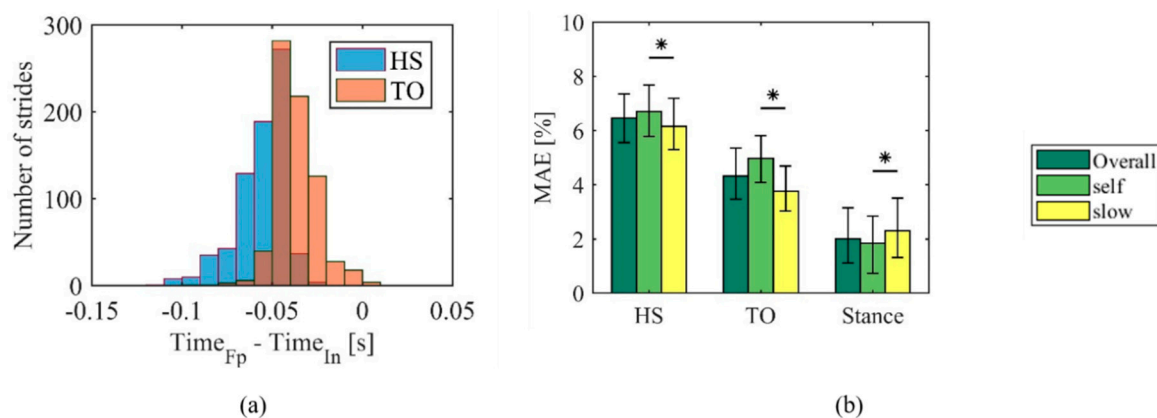 300
200
100
0
Number of strides
HS
TO
-0.15
-0.1
-0.05
0
0.05
Time_Fp - Time_In [s]
(a)
10
8
6
4
2
0
MAE [%]
*
*
*
HS
TO
Stance
(b)
Overall
self
slow